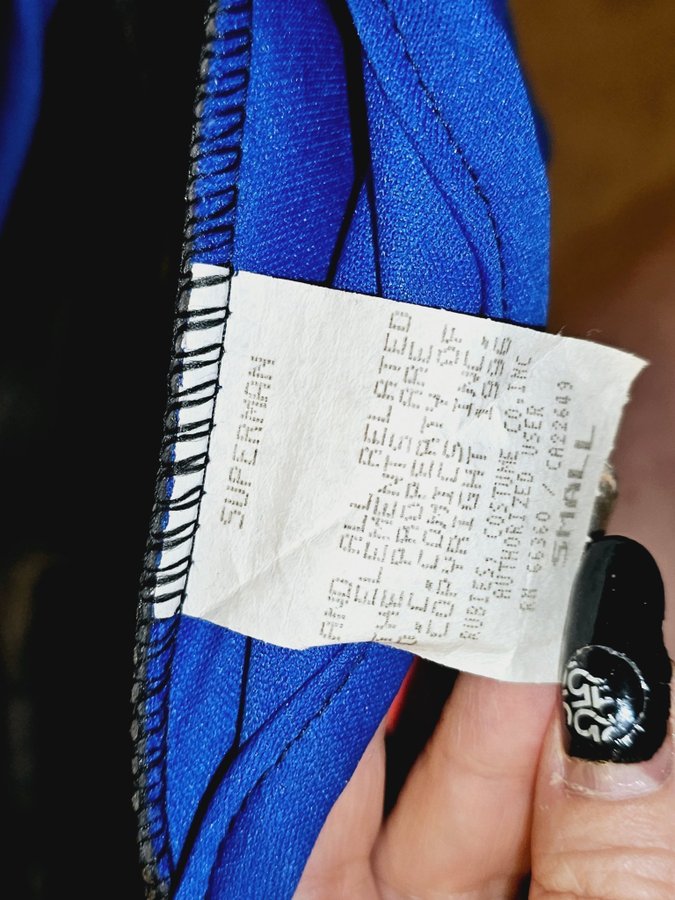 SUPERMAN
AND ALL RELATED
ELEMENTS ARE
THE PROPERTY OF
D.C. COMICS INC,
COPYRIGHT 1996
RUBIES' COSTUME CO.INC
AUTHORIZED USER
RN 66360 / CA22649
SMALL